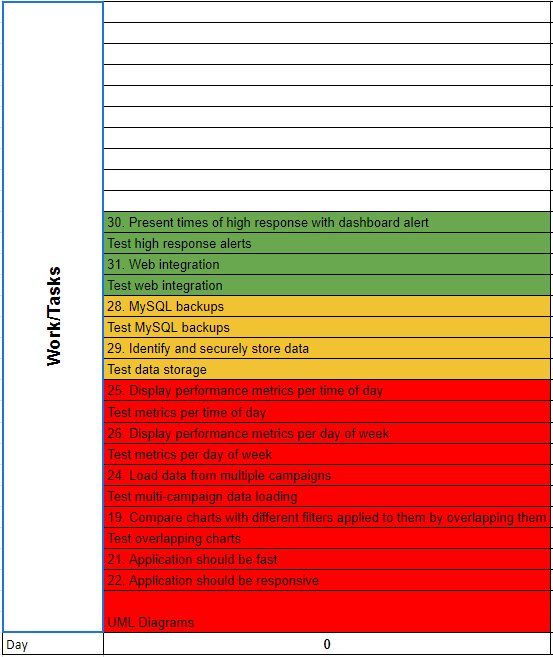 Work/Tasks
30. Present times of high response with dashboard alert
Test high response alerts
31. Web integration
Test web integration
28. MySQL backups
Test MySQL backups
29. Identify and securely store data
Test data storage
25. Display performance metrics per time of day
Test metrics per time of day
26. Display performance metrics per day of week
Test metrics per day of week
24. Load data from multiple campaigns
Test multi-campaign data loading
19. Compare charts with different filters applied to them by overlapping them
Test overlapping charts
21. Application should be fast
22. Application should be responsive
UML Diagrams
Day 0